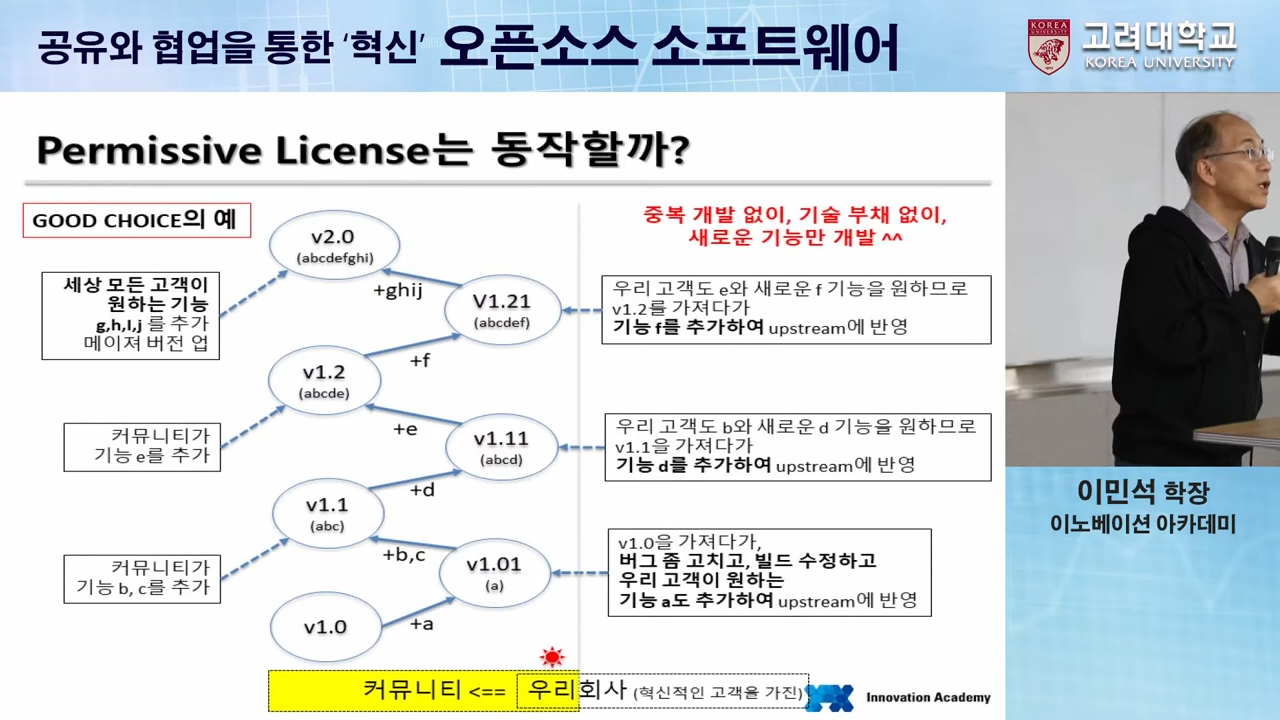 공유와 협업을 통한 ‘혁신’ 오픈소스 소프트웨어
KOREA
UNIVERSITY
고려대학교
KOREA UNIVERSITY
Permissive License는 동작할까?
GOOD CHOICE의 예
중복 개발 없이, 기술 부채 없이,
새로운 기능만 개발 ^^
v2.0
(abcdefghi)
+ghij
세상 모든 고객이
원하는 기능
g,h,I,j 를 추가
메이져 버전 업
V1.21
(abcdef)
우리 고객도 e와 새로운 f 기능을 원하므로
v1.2를 가져다가
기능 f를 추가하여 upstream에 반영
+f
v1.2
(abcde)
+e
커뮤니티가
기능 e를 추가
v1.11
(abcd)
우리 고객도 b와 새로운 d 기능을 원하므로
v1.1을 가져다가
기능 d를 추가하여 upstream에 반영
+d
v1.1
(abc)
+b,c
커뮤니티가
기능 b, c를 추가
v1.01
(a)
v1.0을 가져다가,
버그 좀 고치고, 빌드 수정하고
우리 고객이 원하는
기능 a도 추가하여 upstream에 반영
v1.0
+a
커뮤니티 <== 우리회사 (혁신적인 고객을 가진)
Innovation Academy
이민석 학장
이노베이션 아카데미